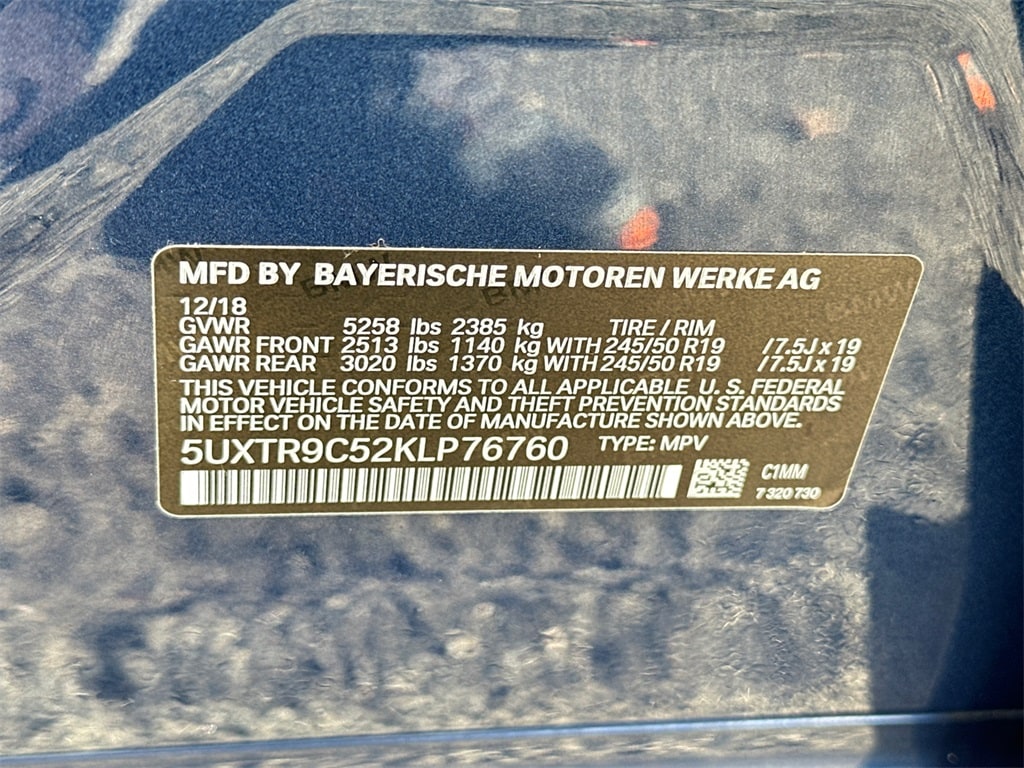 MFD BY BAYERISCHE MOTOREN WERKE AG
12/18
GVWR 5258 lbs 2385 kg TIRE / RIM
GAWR FRONT 2513 lbs 1140 kg WITH 245/50 R19 / 7.5J x 19
GAWR REAR 3020 lbs 1370 kg WITH 245/50 R19 / 7.5J x 19
THIS VEHICLE CONFORMS TO ALL APPLICABLE U. S. FEDERAL
MOTOR VEHICLE SAFETY AND THEFT PREVENTION STANDARDS
IN EFFECT ON THE DATE OF MANUFACTURE SHOWN ABOVE.
5UXTR9C52KLP76760 TYPE: MPV
C1MM
7 320 730